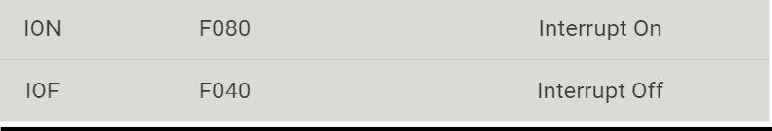 ION F080 Interrupt On
IOF F040 Interrupt Off